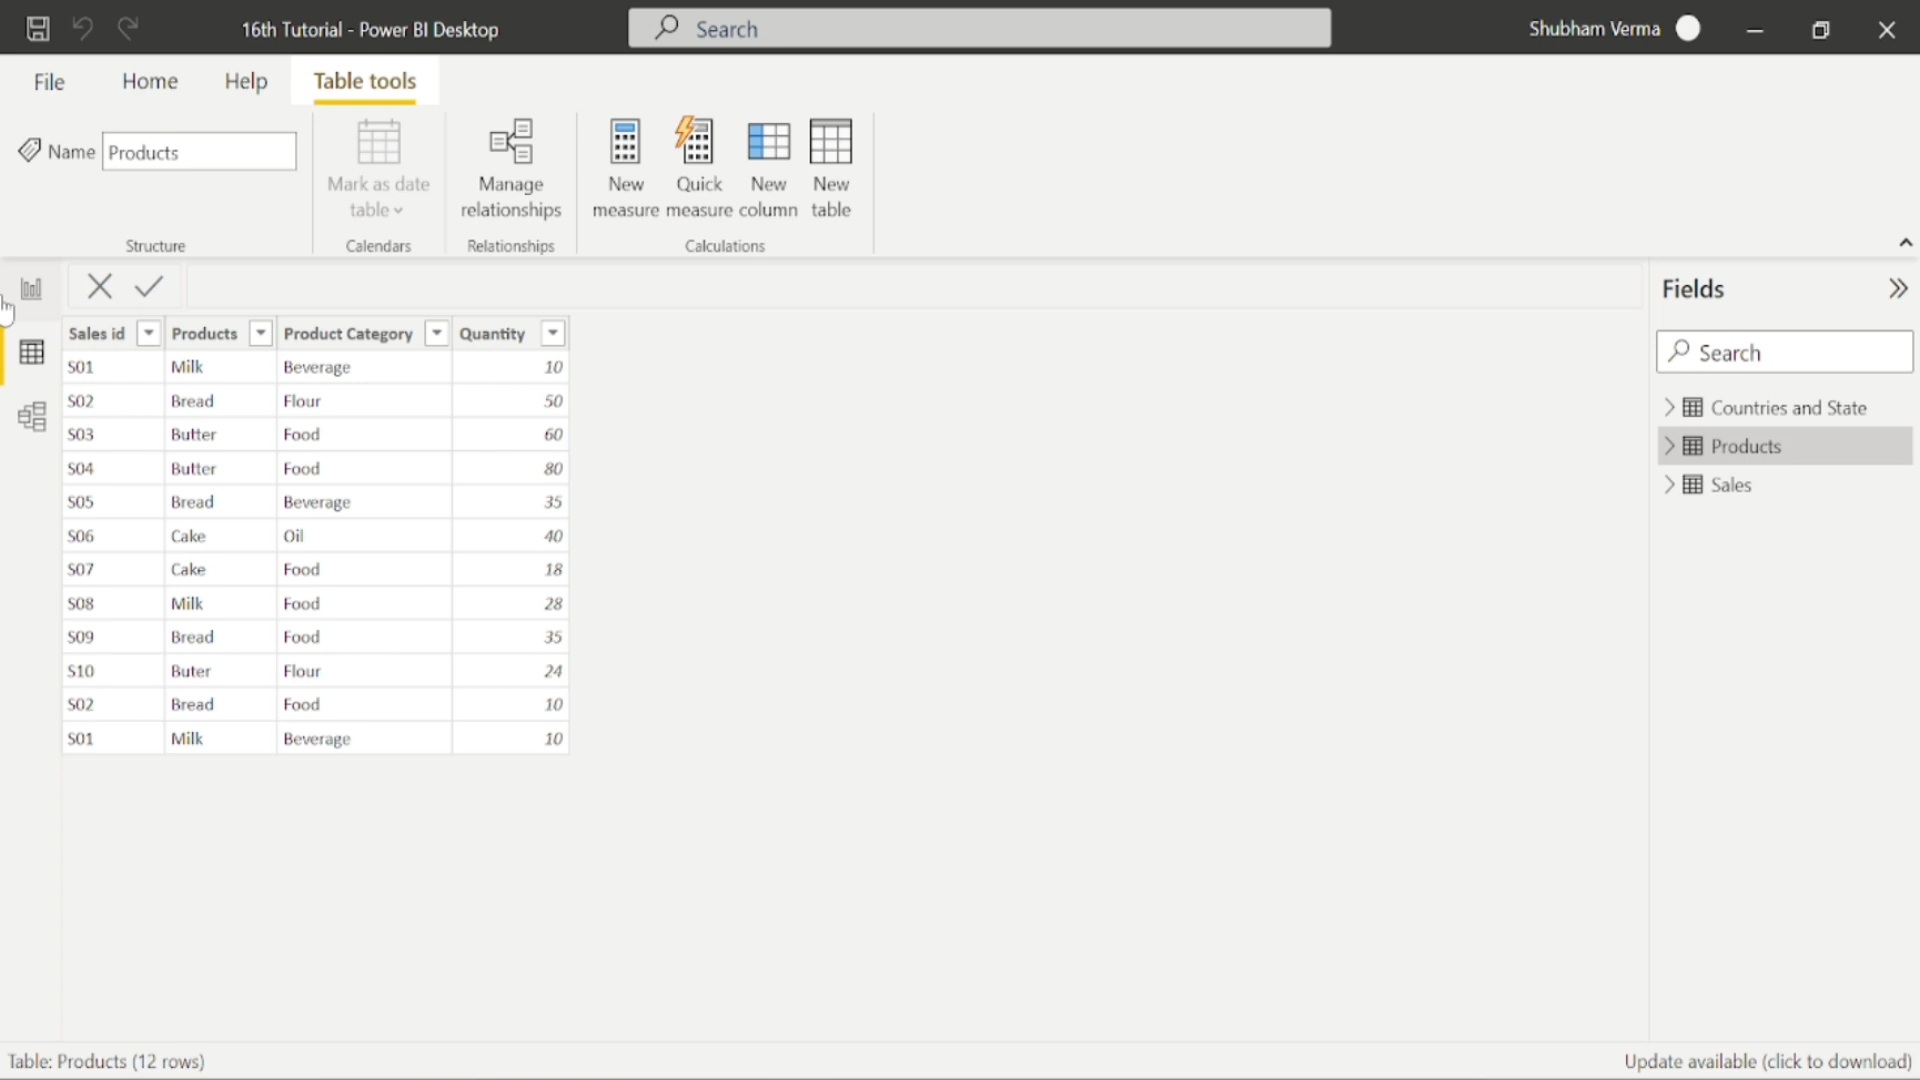 16th Tutorial - Power BI Desktop
Search
Shubham Verma
File Home Help Table tools
Name Products
Mark as date table
Manage relationships
New measure
Quick measure
New column
New table
Structure Calendars Relationships Calculations
Fields
Search
Countries and State
Products
Sales
Sales id Products Product Category Quantity
S01 Milk Beverage 10
S02 Bread Flour 50
S03 Butter Food 60
S04 Butter Food 80
S05 Bread Beverage 35
S06 Cake Oil 40
S07 Cake Food 18
S08 Milk Food 28
S09 Bread Food 35
S10 Buter Flour 24
S02 Bread Food 10
S01 Milk Beverage 10
Table: Products (12 rows)
Update available (click to download)